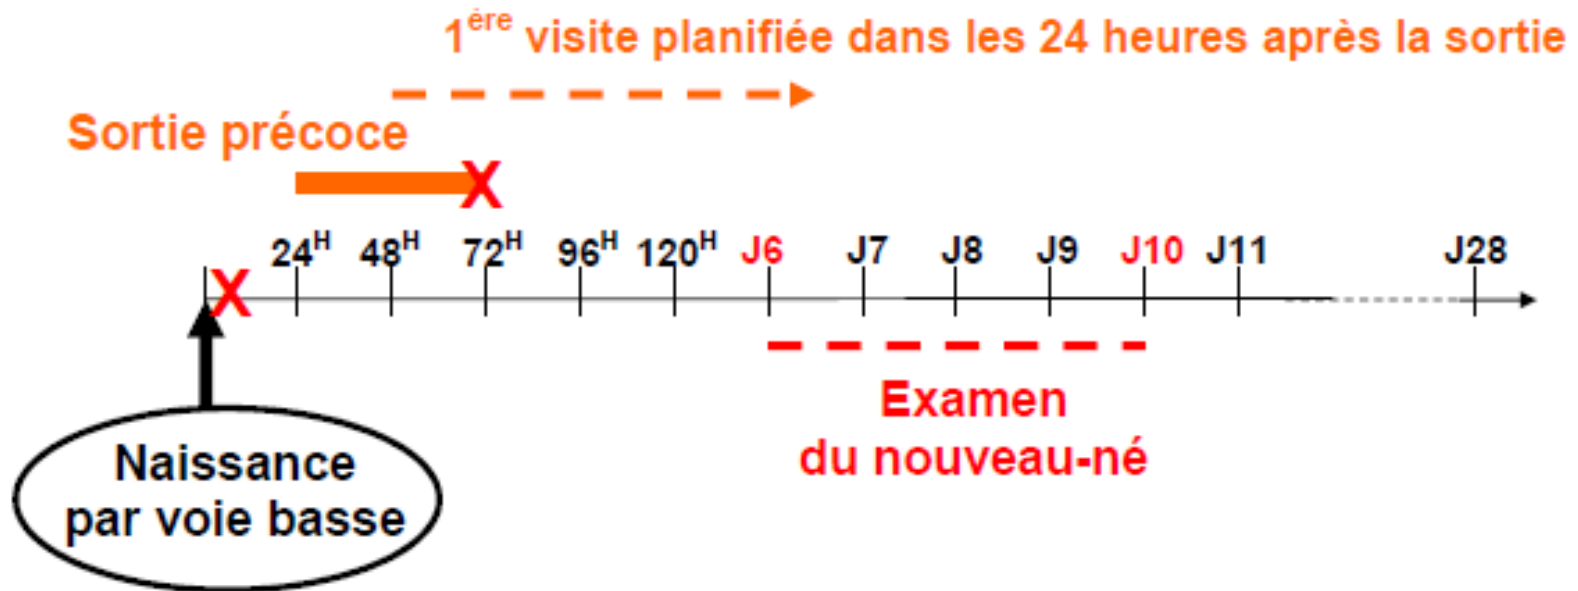 1ère visite planifiée dans les 24 heures après la sortie
Sortie précoce
X
24H 48H 72H 96H 120H J6 J7 J8 J9 J10 J11 J28
X
Examen
du nouveau-né
Naissance
par voie basse